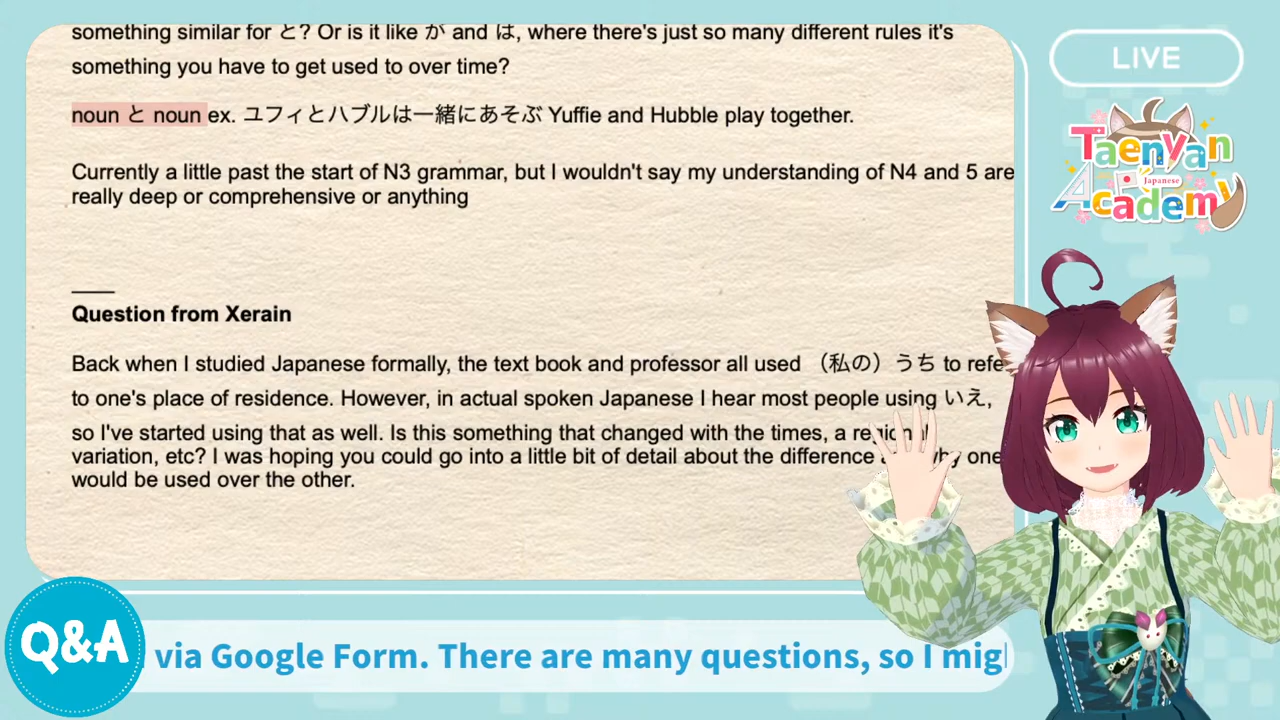 something similar for と? Or is it like が and は, where there's just so many different rules it's
something you have to get used to over time?
noun と noun ex. ユフィとハブルは一緒にあそぶ Yuffie and Hubble play together.
Currently a little past the start of N3 grammar, but I wouldn't say my understanding of N4 and 5 are
really deep or comprehensive or anything
Question from Xerain
Back when I studied Japanese formally, the text book and professor all used （私の）うち to refe
to one's place of residence. However, in actual spoken Japanese I hear most people using いえ,
so I've started using that as well. Is this something that changed with the times, a regional
variation, etc? I was hoping you could go into a little bit of detail about the difference why one
would be used over the other.
LIVE
Taenyan
Japanese
Academy
Q&A
via Google Form. There are many questions, so I mig